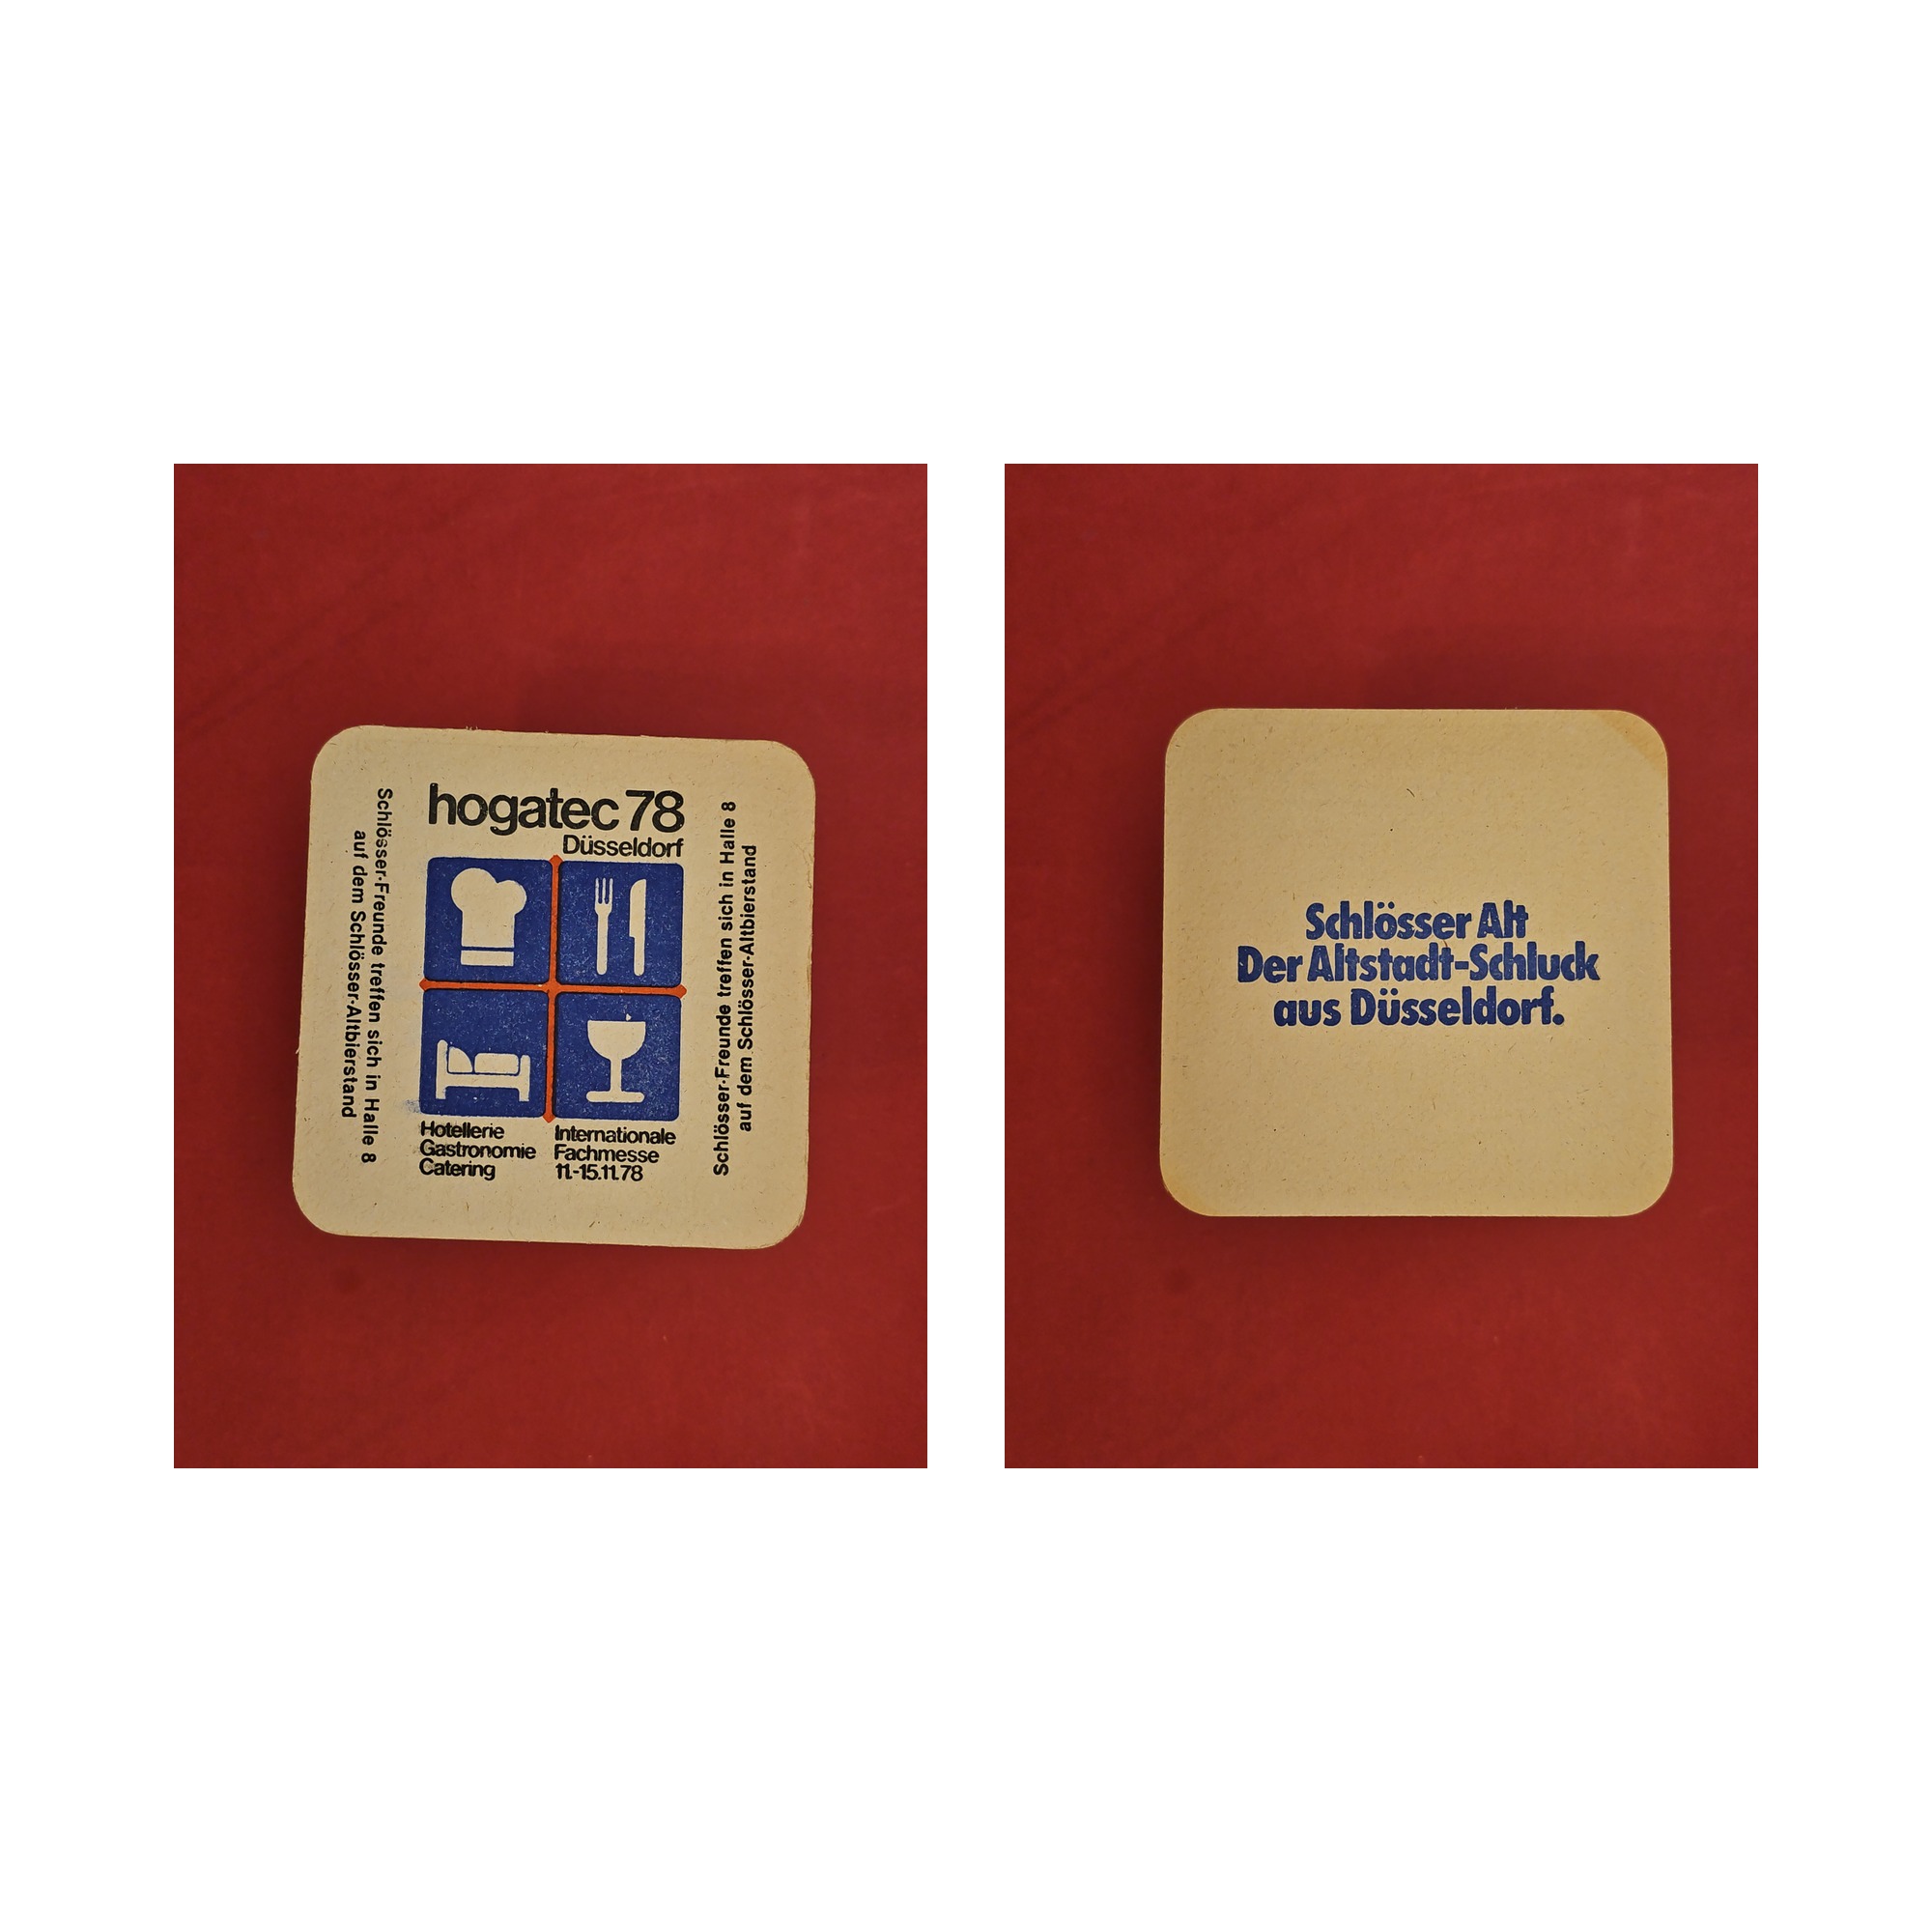 hogatec 78
Düsseldorf
Schlösser-Freunde treffen sich in Halle 8
auf dem Schlösser-Altbierstand
Schlösser-Freunde treffen sich in Halle 8
auf dem Schlösser-Altbierstand
Hotellerie
Gastronomie
Catering
Internationale
Fachmesse
11.-15.11.78
Schlösser Alt
Der Altstadt-Schluck
aus Düsseldorf.